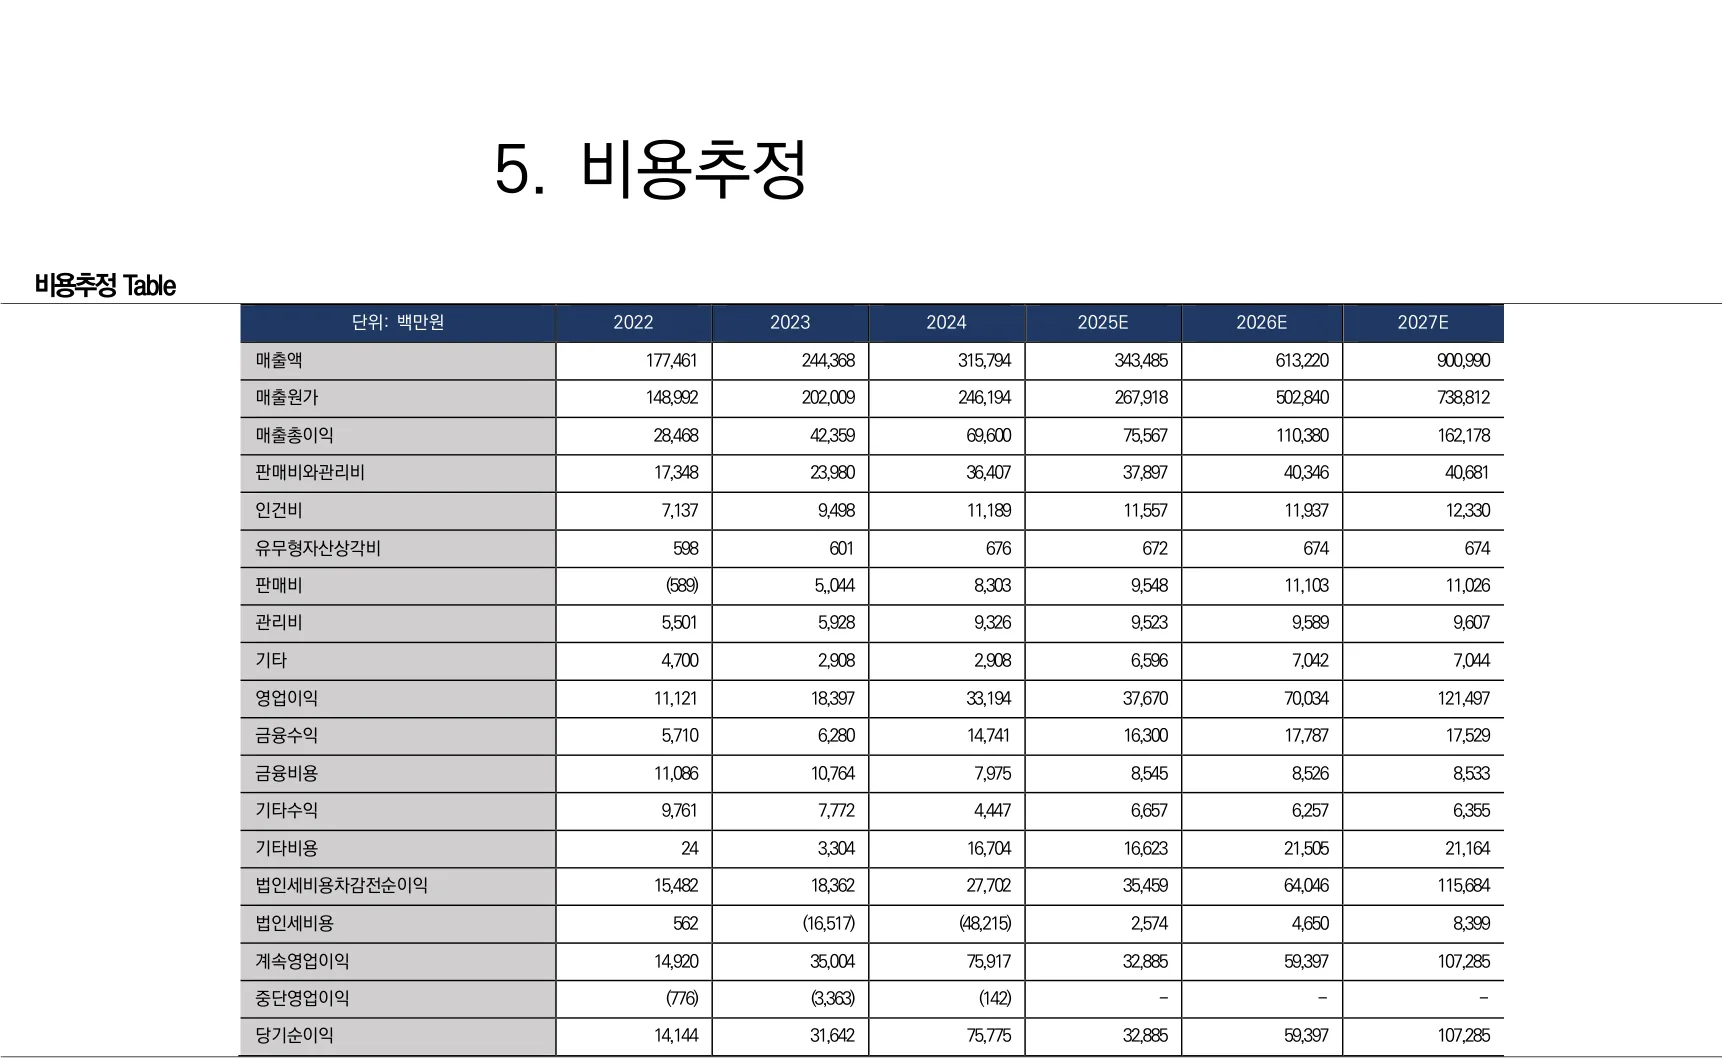 5. 비용추정
비용추정 Table
단위: 백만원 2022 2023 2024 2025E 2026E 2027E
매출액 177,461 244,368 315,794 343,485 613,220 900,990
매출원가 148,992 202,009 246,194 267,918 502,840 738,812
매출총이익 28,468 42,359 69,600 75,567 110,380 162,178
판매비와관리비 17,348 23,980 36,407 37,897 40,346 40,681
인건비 7,137 9,498 11,189 11,557 11,937 12,330
유무형자산상각비 598 601 676 672 674 674
판매비 (589) 5,,044 8,303 9,548 11,103 11,026
관리비 5,501 5,928 9,326 9,523 9,589 9,607
기타 4,700 2,908 2,908 6,596 7,042 7,044
영업이익 11,121 18,397 33,194 37,670 70,034 121,497
금융수익 5,710 6,280 14,741 16,300 17,787 17,529
금융비용 11,086 10,764 7,975 8,545 8,526 8,533
기타수익 9,761 7,772 4,447 6,657 6,257 6,355
기타비용 24 3,304 16,704 16,623 21,505 21,164
법인세비용차감전순이익 15,482 18,362 27,702 35,459 64,046 115,684
법인세비용 562 (16,517) (48,215) 2,574 4,650 8,399
계속영업이익 14,920 35,004 75,917 32,885 59,397 107,285
중단영업이익 (776) (3,363) (142) - - -
당기순이익 14,144 31,642 75,775 32,885 59,397 107,285